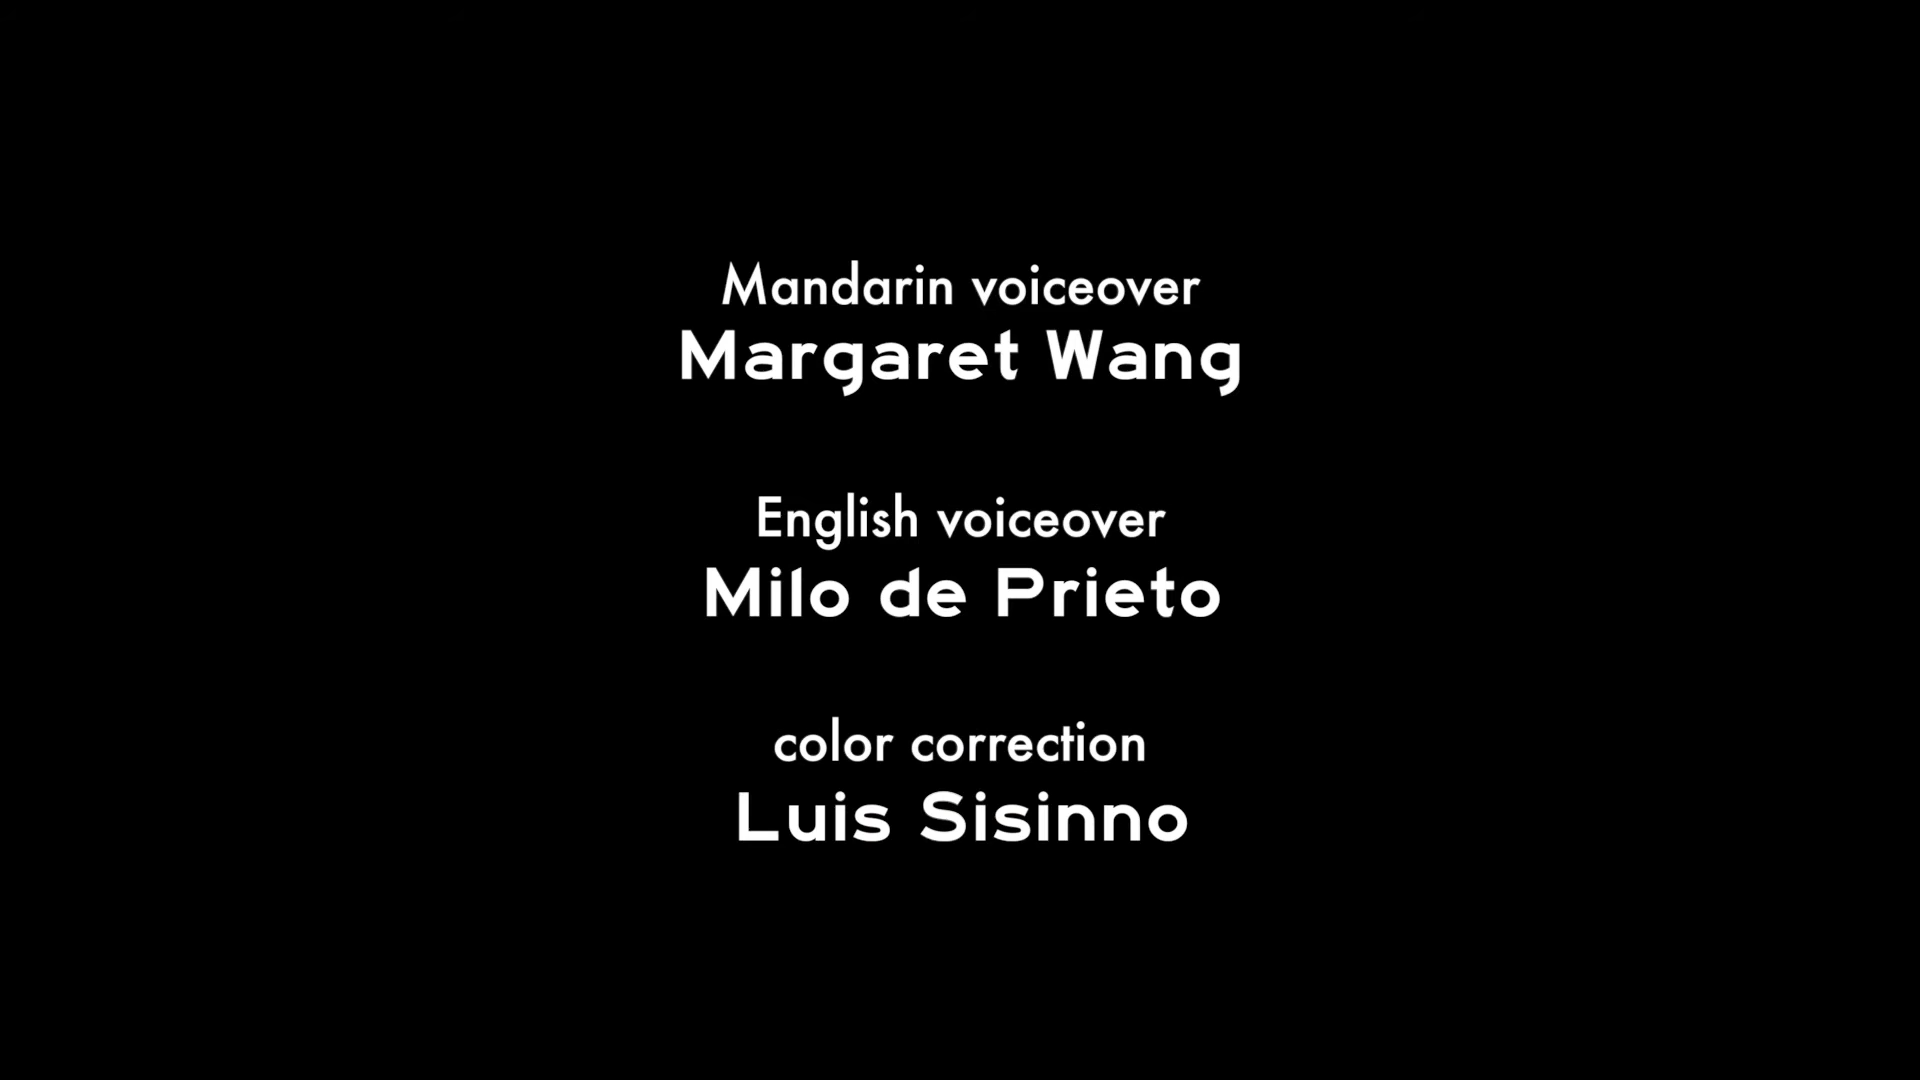 Mandarin voiceover
Margaret Wang
English voiceover
Milo de Prieto
color correction
Luis Sisinno